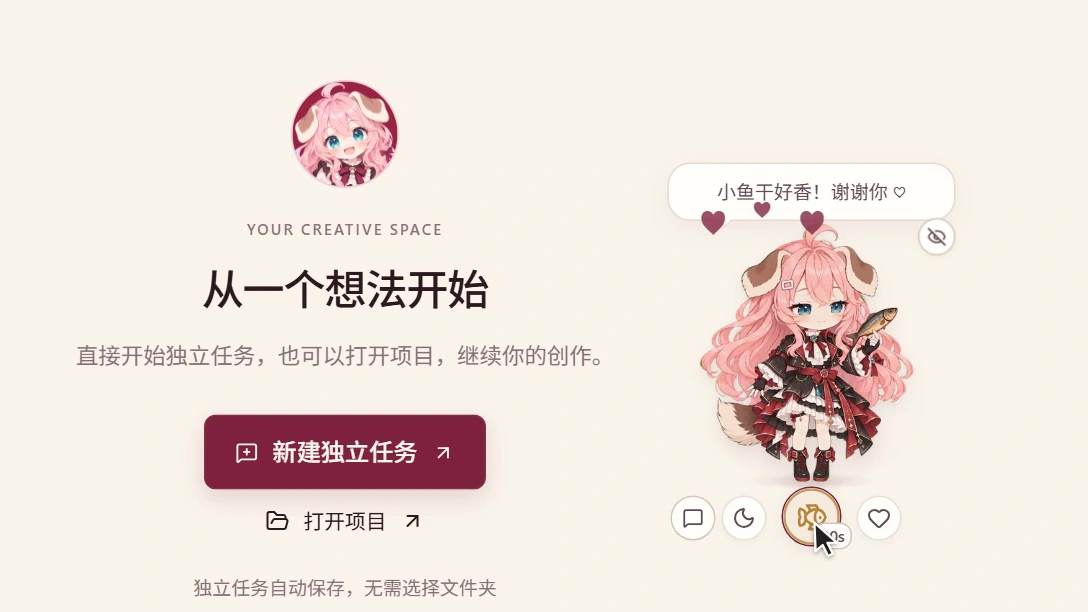 YOUR CREATIVE SPACE
从一个想法开始
直接开始独立任务，也可以打开项目，继续你的创作。
新建独立任务
打开项目
独立任务自动保存，无需选择文件夹
小鱼干好香！谢谢你 ♡